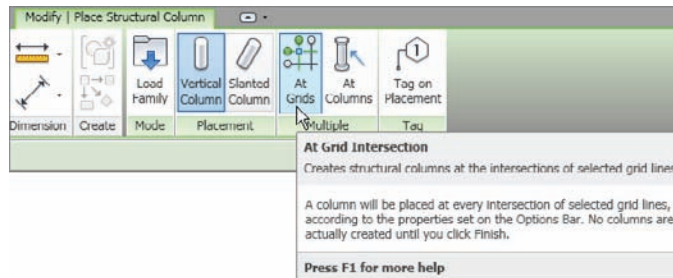 Modify | Place Structural Column
Load Family
Vertical Column
Slanted Column
At Grids
At Columns
1
Tag on Placement
Dimension
Create
Mode
Placement
Multiple
Tag
At Grid Intersection
Creates structural columns at the intersections of selected grid lines
A column will be placed at every intersection of selected grid lines,
according to the properties set on the Options Bar. No columns are
actually created until you click Finish.
Press F1 for more help